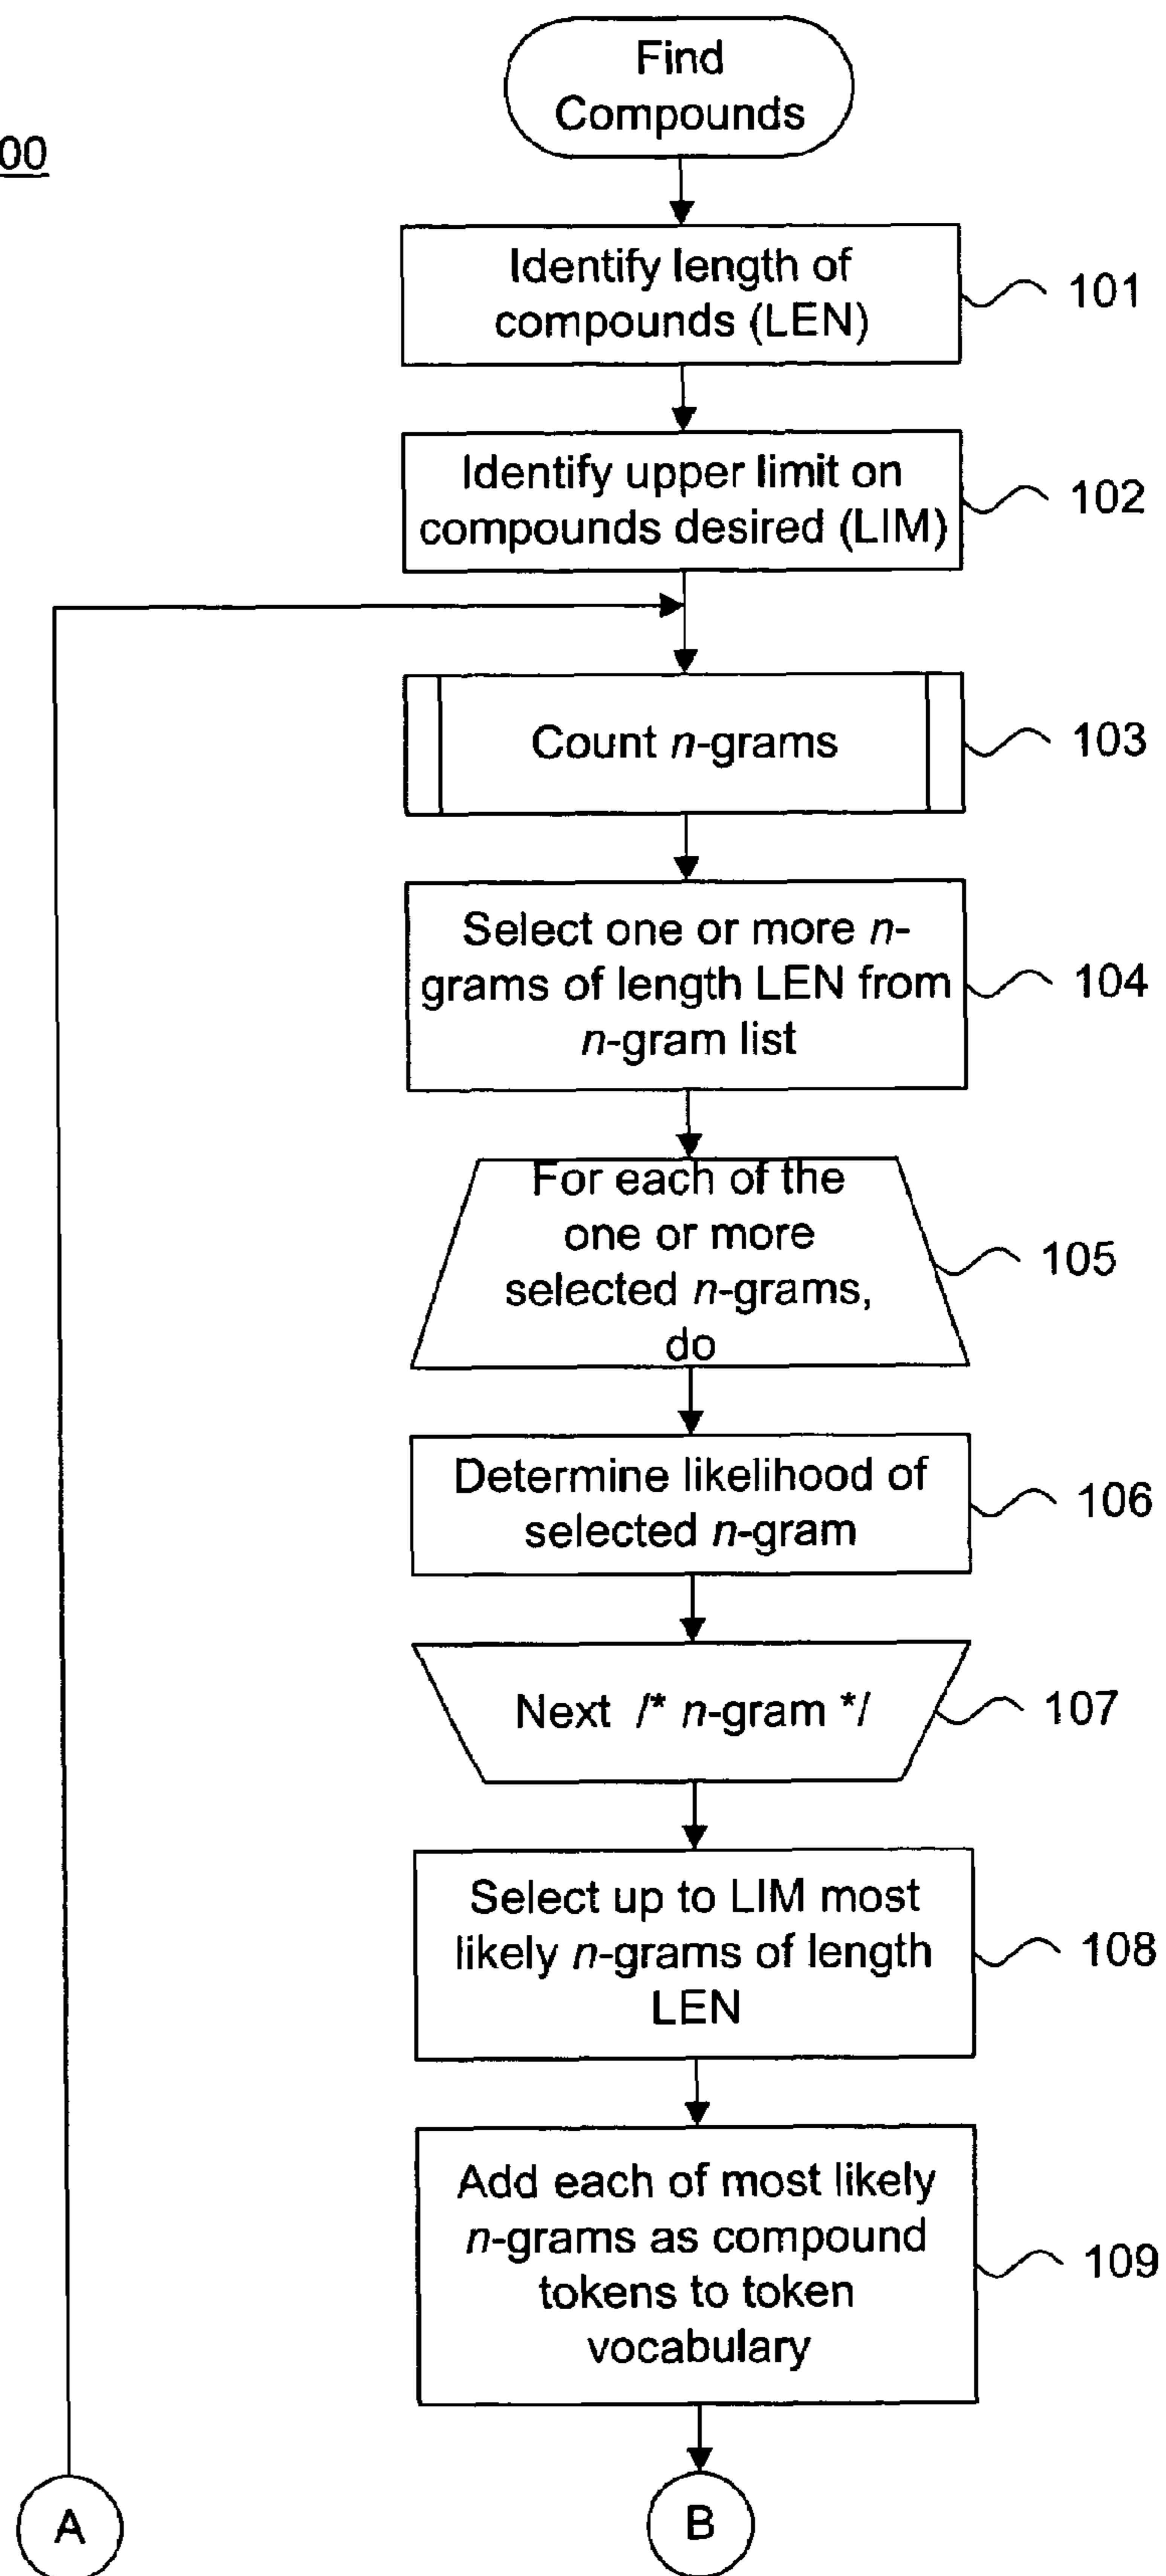 Find
Compounds
00
Identify length of
compounds (LEN)
101
Identify upper limit on
compounds desired (LIM)
102
Count n-grams
103
Select one or more n-
grams of length LEN from
n-gram list
104
For each of the
one or more
selected n-grams,
do
105
Determine likelihood of
selected n-gram
106
Next /* n-gram */
107
Select up to LIM most
likely n-grams of length
LEN
108
Add each of most likely
n-grams as compound
tokens to token
vocabulary
109
A
B